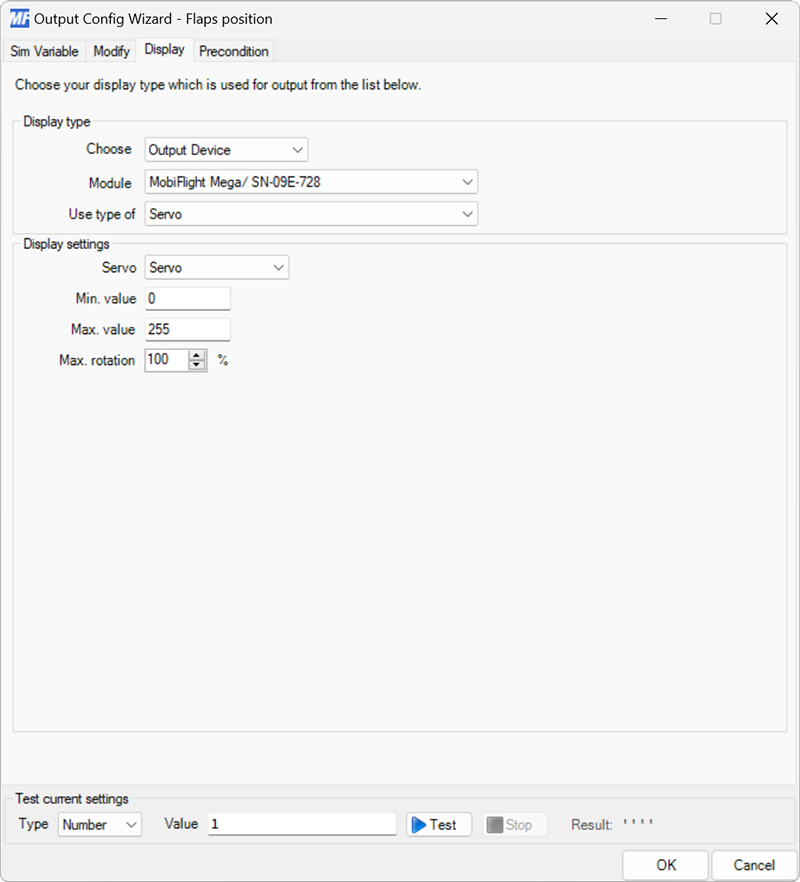 MF Output Config Wizard - Flaps position
Sim Variable Modify Display Precondition
Choose your display type which is used for output from the list below.
Display type
Choose Output Device
Module MobiFlight Mega/ SN-09E-728
Use type of Servo
Display settings
Servo Servo
Min. value 0
Max. value 255
Max. rotation 100 %
Test current settings
Type Number Value 1 Test Stop Result: ' ' ' '
OK Cancel